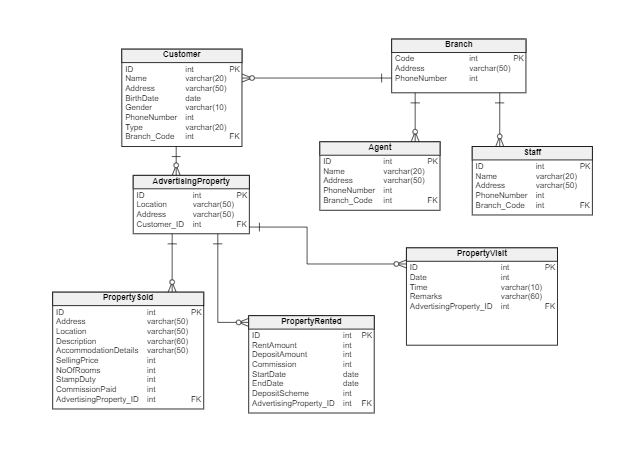 Customer
ID int PK
Name varchar(20)
Address varchar(50)
BirthDate date
Gender varchar(10)
PhoneNumber int
Type varchar(20)
Branch_Code int FK
Branch
Code int PK
Address varchar(50)
PhoneNumber int
Agent
ID int PK
Name varchar(20)
Address varchar(50)
PhoneNumber int
Branch_Code int FK
Staff
ID int PK
Name varchar(20)
Address varchar(50)
PhoneNumber int
Branch_Code int FK
AdvertisingProperty
ID int PK
Location varchar(50)
Address varchar(50)
Customer_ID int FK
PropertyVisit
ID int PK
Date int
Time varchar(10)
Remarks varchar(60)
AdvertisingProperty_ID int FK
PropertySold
ID int PK
Address varchar(50)
Location varchar(50)
Description varchar(60)
AccommodationDetails varchar(50)
SellingPrice int
NoOfRooms int
StampDuty int
CommissionPaid int
AdvertisingProperty_ID int FK
PropertyRented
ID int PK
RentAmount int
DepositAmount int
Commission int
StartDate date
EndDate date
DepositScheme int
AdvertisingProperty_ID int FK